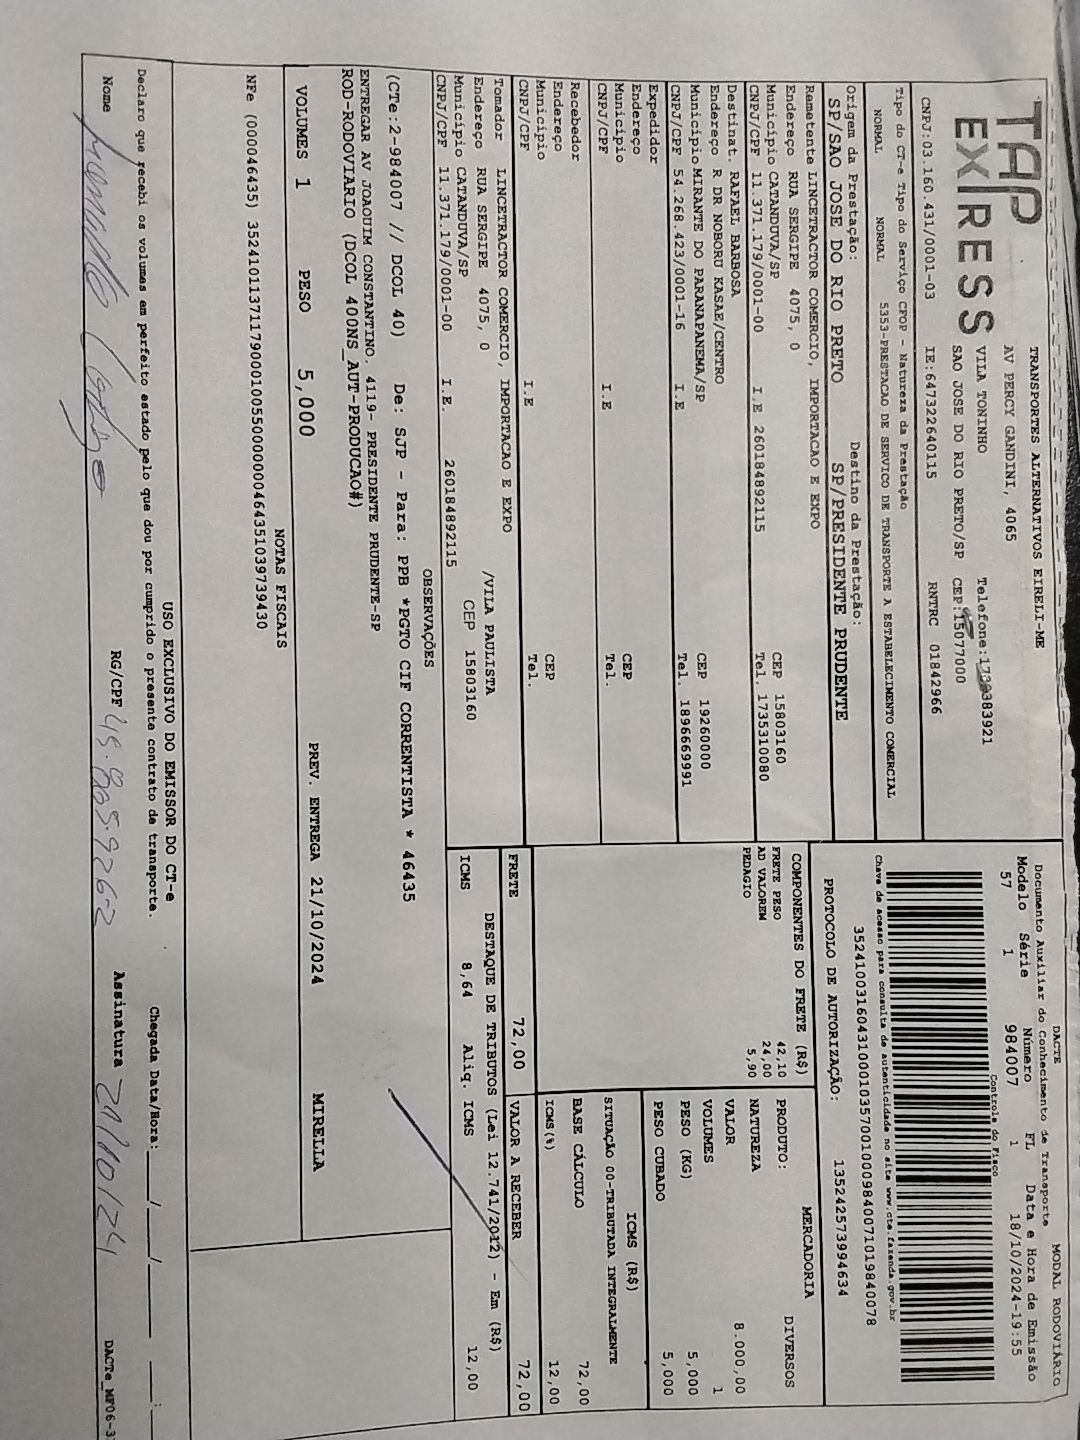 TAP
EXPRESS
TRANSPORTES ALTERNATIVOS EIRELI-ME
AV PERCY GANDINI, 4065
VILA TONINHO
SAO JOSE DO RIO PRETO/SP
CEP:15077000
CNPJ:03.160.431/0001-03 IE:647322640115 RNTRC 01842966
Tipo do CT-e Tipo do Serviço CFOP - Natureza da Prestação
NORMAL NORMAL 5353-PRESTACAO DE SERVICO DE TRANSPORTE A ESTABELECIMENTO COMERCIAL
Origem da Prestação: Destino da Prestação:
SP/SAO JOSE DO RIO PRETO SP/PRESIDENTE PRUDENTE
Remetente LINCETRACTOR COMERCIO, IMPORTACAO E EXPO
Endereço RUA SERGIPE 4075, 0
Município CATANDUVA/SP CEP 15803160
CNPJ/CPF 11.371.179/0001-00 I.E 260184892115 Tel. 1735310080
Destinat. RAFAEL BARBOSA
Endereco R DR NOBORU KASAE/CENTRO
Município MIRANTE DO PARANAPANEMA/SP CEP 19260000
CNPJ/CPF 54.268.423/0001-16 I.E Tel. 18966669991
Expedidor
Endereço
Município CEP
CNPJ/CPF I.E Tel.
Recebedor
Endereço
Município CEP
CNPJ/CPF I.E Tel.
Tomador LINCETRACTOR COMERCIO, IMPORTACAO E EXPO
Endereço RUA SERGIPE 4075, 0 /VILA PAULISTA
Município CATANDUVA/SP CEP 15803160
CNPJ/CPF 11.371.179/0001-00 I.E. 260184892115
DACTE MODAL RODOVIÁRIO
Documento Auxiliar do Conhecimento de Transporte
Modelo Série Número FL Data e Hora de Emissão
57 1 984007 1 18/10/2024-19:55
Controle do Fisco
Chave de acesso para consulta de autenticidade no site www.cte.fazenda.gov.br
35241003160431000103570010009840071019840078
PROTOCOLO DE AUTORIZAÇÃO: 135242573994634
COMPONENTES DO FRETE (R$)
FRETE PESO 42,10
AD VALOREM 24,00
PEDAGIO 5,90
MERCADORIA
PRODUTO: DIVERSOS
NATUREZA
VALOR 8.000,00
VOLUMES 1
PESO (KG) 5,000
PESO CUBADO 5,000
ICMS (R$)
SITUAÇÃO 00-TRIBUTADA INTEGRALMENTE
BASE CÁLCULO 72,00
ICMS(%) 12,00
FRETE 72,00 VALOR A RECEBER 72,00
DESTAQUE DE TRIBUTOS (Lei 12.741/2012) - Em (R$)
ICMS 8,64 Aliq. ICMS 12,00
OBSERVAÇÕES
(CTe:2-984007 // DCOL 40) De: SJP - Para: PPB *PGTO CIF CORRENTISTA * 46435
ENTREGAR AV JOAQUIM CONSTANTINO. 4119- PRESIDENTE PRUDENTE-SP
ROD-RODOVIARIO (DCOL 400NS_AUT-PRODUCAO#)
VOLUMES 1 PESO 5,000 PREV. ENTREGA 21/10/2024 MIRELLA
NOTAS FISCAIS
NFe (000046435) 35241011371179000100550000000464351039739430
USO EXCLUSIVO DO EMISSOR DO CT-e
Declaro que recebi os volumes em perfeito estado pelo que dou por cumprido o presente contrato de transporte. Chegada Data/Hora:___/___/_____ ___:
Nome RG/CPF Assinatura 21/10/24